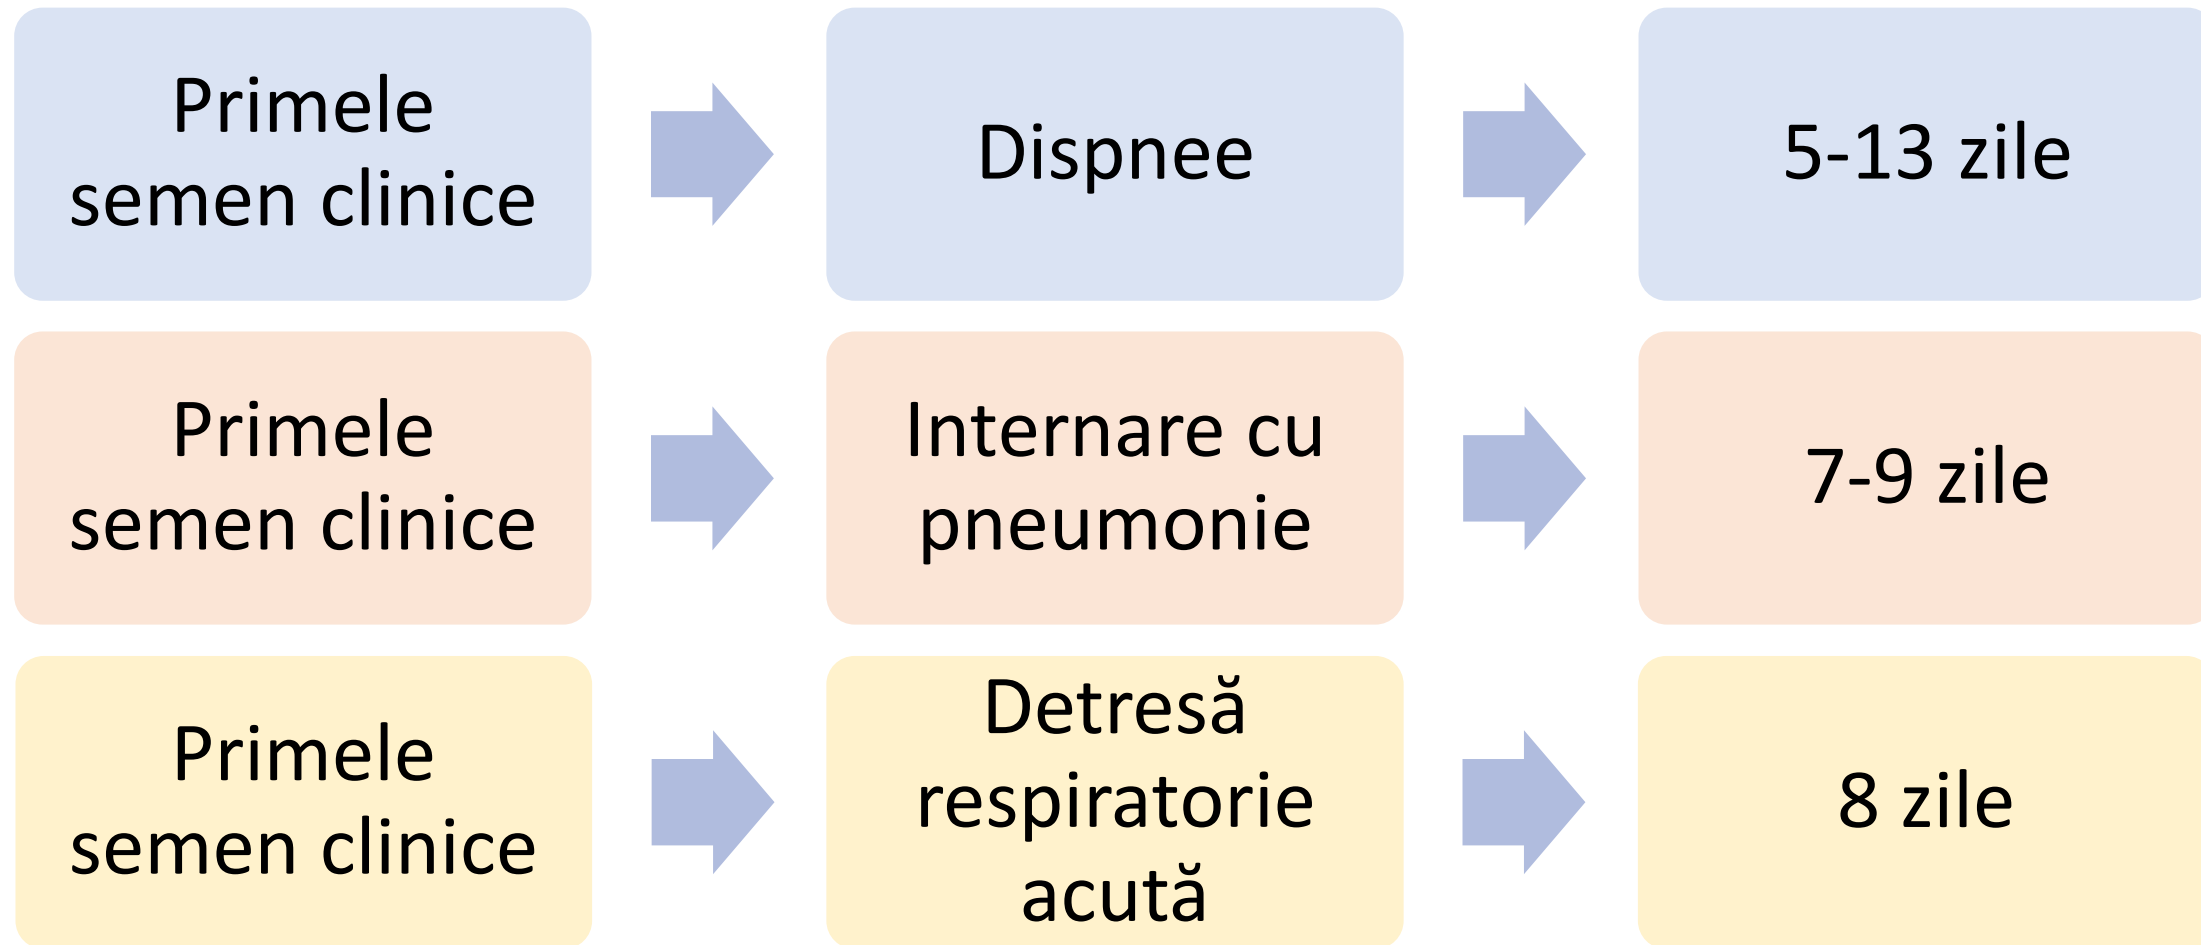 Primele
semen clinice
Dispnee
5-13 zile
Primele
semen clinice
Internare cu
pneumonie
7-9 zile
Primele
semen clinice
Detresă
respiratorie
acută
8 zile